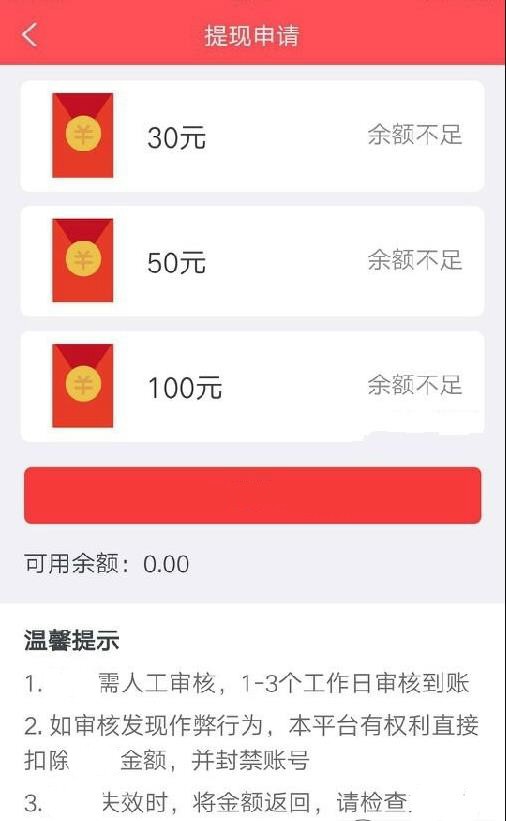 提现申请
30元 余额不足
50元 余额不足
100元 余额不足
可用余额：0.00
温馨提示
1. 需人工审核，1-3个工作日审核到账
2. 如审核发现作弊行为，本平台有权利直接
扣除 金额，并封禁账号
3. 失效时，将金额返回，请检查